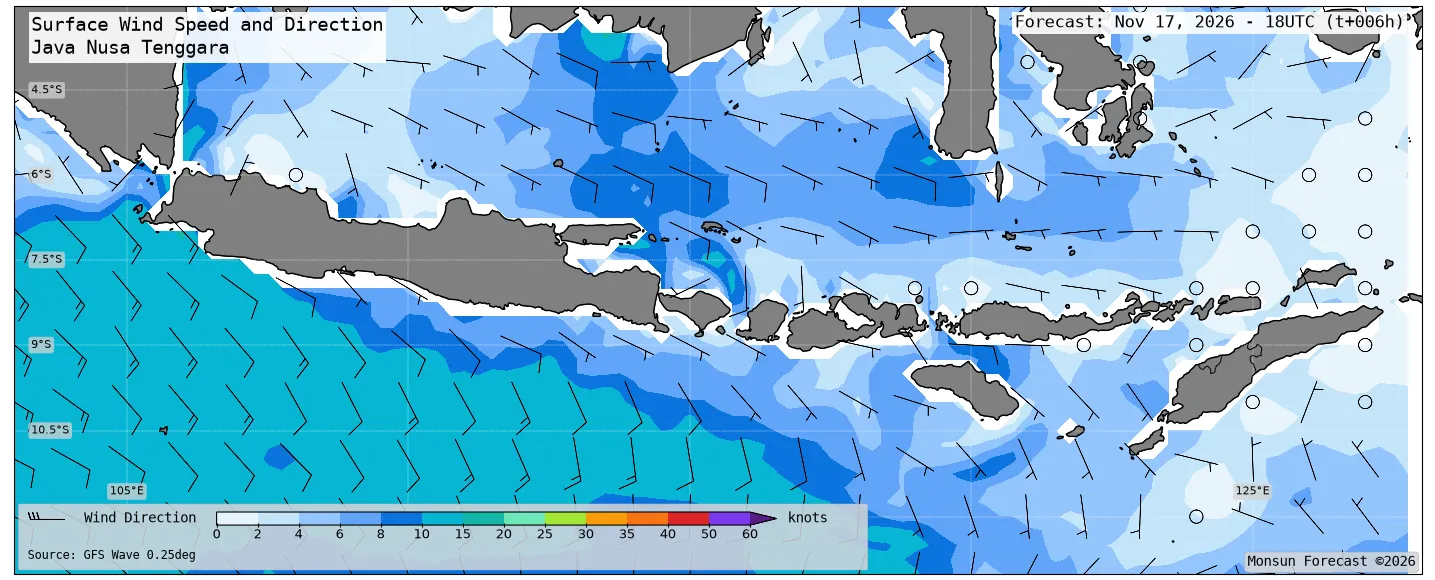 Surface Wind Speed and Direction
Java Nusa Tenggara
Forecast: Nov 17, 2026 - 18UTC (t+006h)
4.5°S
6°S
7.5°S
9°S
10.5°S
105°E
125°E
Wind Direction
0 2 4 6 8 10 15 20 25 30 35 40 50 60
knots
Source: GFS Wave 0.25deg
Monsun Forecast ©2026